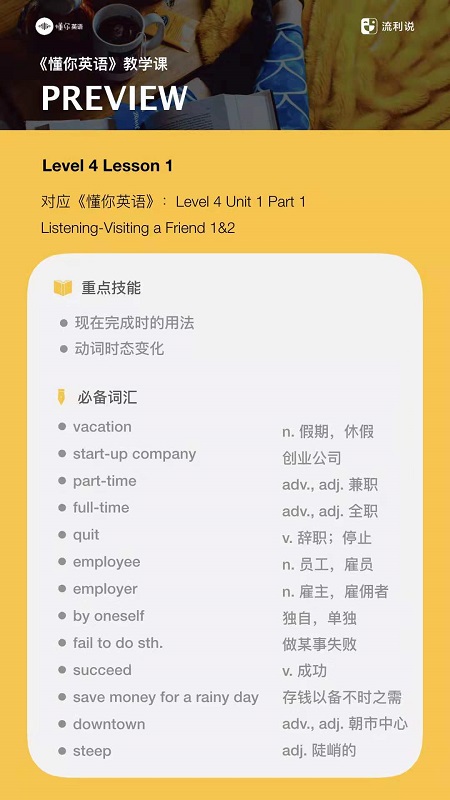 懂你英语
流利说
《懂你英语》教学课
PREVIEW
Level 4 Lesson 1
对应《懂你英语》：Level 4 Unit 1 Part 1
Listening-Visiting a Friend 1&2
重点技能
现在完成时的用法
动词时态变化
必备词汇
vacation n. 假期，休假
start-up company 创业公司
part-time adv., adj. 兼职
full-time adv., adj. 全职
quit v. 辞职；停止
employee n. 员工，雇员
employer n. 雇主，雇佣者
by oneself 独自，单独
fail to do sth. 做某事失败
succeed v. 成功
save money for a rainy day 存钱以备不时之需
downtown adv., adj. 朝市中心
steep adj. 陡峭的